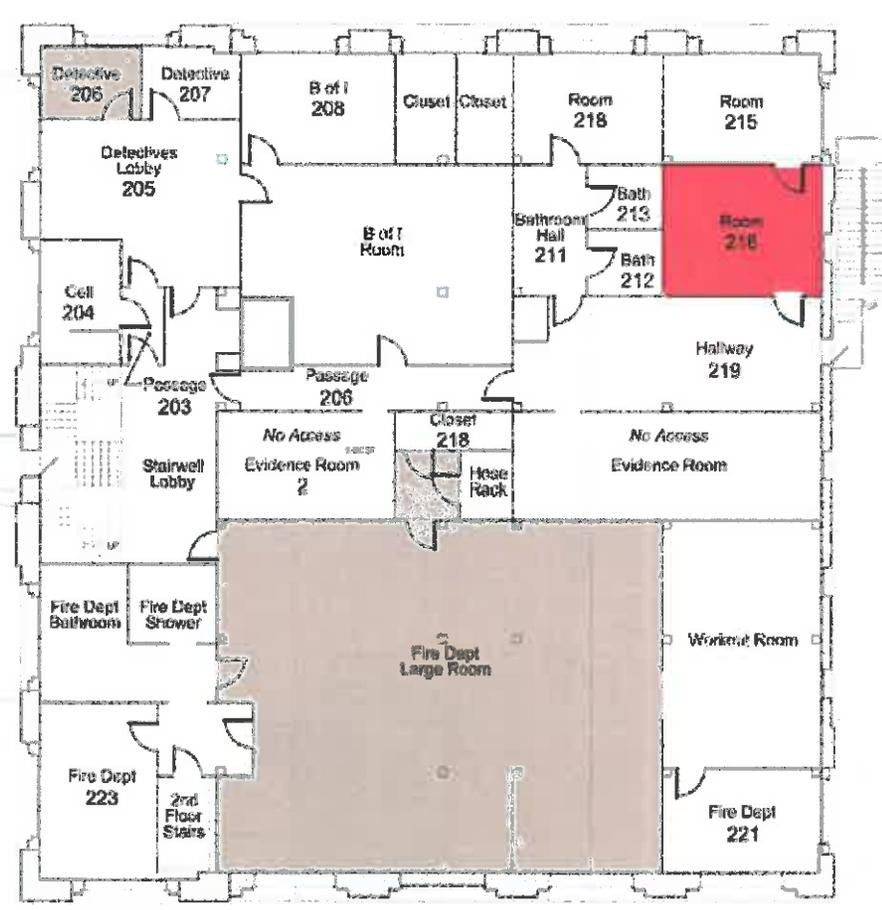 Detective
206
Detective
207
B of I
208
Closet
Closet
Room
218
Room
215
Detectives
Lobby
205
B of I
Room
Bathroom
Hall
211
Bath
213
Bath
212
Room
216
Cell
204
Hallway
219
UP
Passage
203
Passage
206
No Access
Evidence Room
2
Closet
218
No Access
Evidence Room
Stairwell
Lobby
Hose
Rack
UP
Fire Dept
Bathroom
Fire Dept
Shower
Fire Dept
Large Room
Workout Room
Fire Dept
223
2nd
Floor
Stairs
Fire Dept
221